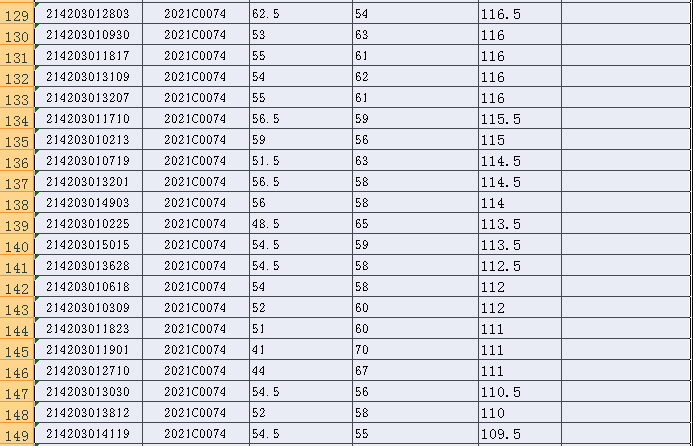 129 214203012803 2021C0074 62.5 54 116.5
130 214203010930 2021C0074 53 63 116
131 214203011817 2021C0074 55 61 116
132 214203013109 2021C0074 54 62 116
133 214203013207 2021C0074 55 61 116
134 214203011710 2021C0074 56.5 59 115.5
135 214203010213 2021C0074 59 56 115
136 214203010719 2021C0074 51.5 63 114.5
137 214203013201 2021C0074 56.5 58 114.5
138 214203014903 2021C0074 56 58 114
139 214203010225 2021C0074 48.5 65 113.5
140 214203015015 2021C0074 54.5 59 113.5
141 214203013628 2021C0074 54.5 58 112.5
142 214203010618 2021C0074 54 58 112
143 214203010309 2021C0074 52 60 112
144 214203011823 2021C0074 51 60 111
145 214203011901 2021C0074 41 70 111
146 214203012710 2021C0074 44 67 111
147 214203013030 2021C0074 54.5 56 110.5
148 214203013812 2021C0074 52 58 110
149 214203014119 2021C0074 54.5 55 109.5